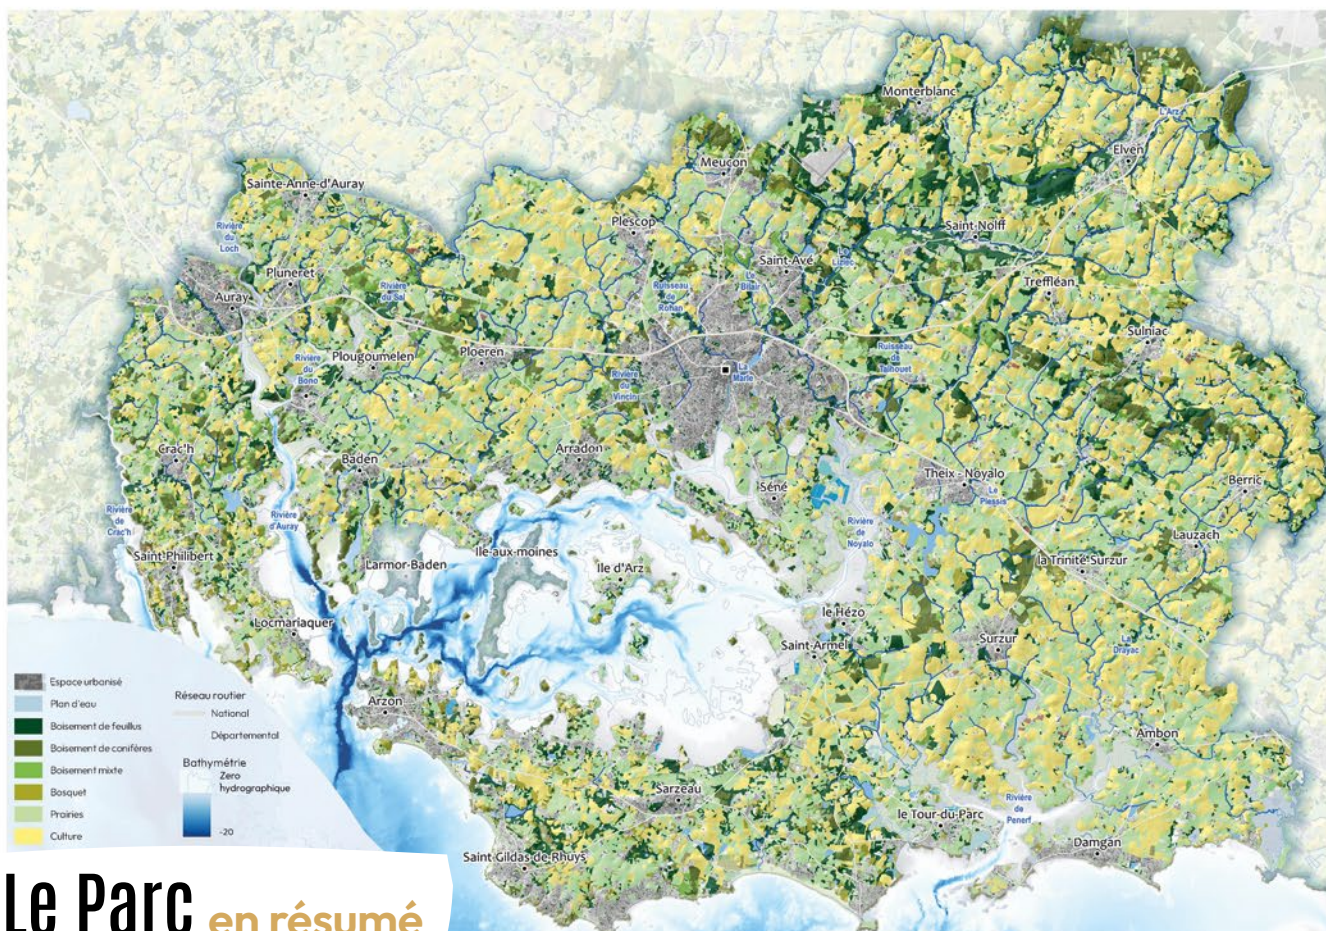 Monterblanc
L'Arz
Elven
Meucon
Sainte-Anne-d'Auray
Plescop
Saint-Nolff
Rivière
du
Loch
Saint-Avé
Liziec
Pluneret
Le
Bilair
Treffléan
Auray
Rivière
du Sal
Ruisseau
de
Rohan
Sulniac
Ploeren
Plougoumelen
Rivière
du
Bono
Ruisseau
de
Talhouet
La
Marle
Rivière
du
Vincin
Crac'h
Arradon
Baden
Theix - Noyalo
Séné
Le
Plessis
Berric
Rivière
de
Crac'h
Rivière
d'Auray
Rivière
de
Noyalo
Lauzach
Saint-Philibert
Ile-aux-moines
Larmor-Baden
Ile d'Arz
la Trinité-Surzur
le Hézo
Locmariaquer
Saint-Armel
Surzur
La
Drayac
Arzon
Ambon
Sarzeau
le Tour-du-Parc
Rivière
de
Penerf
Damgan
Saint Gildas de Rhuys
Espace urbanisé
Plan d'eau
Boisement de feuillus
Boisement de conifères
Boisement mixte
Bosquet
Prairies
Culture
Réseau routier
National
Départemental
Bathymétrie
Zero
hydrographique
-20
Le Parc en résumé